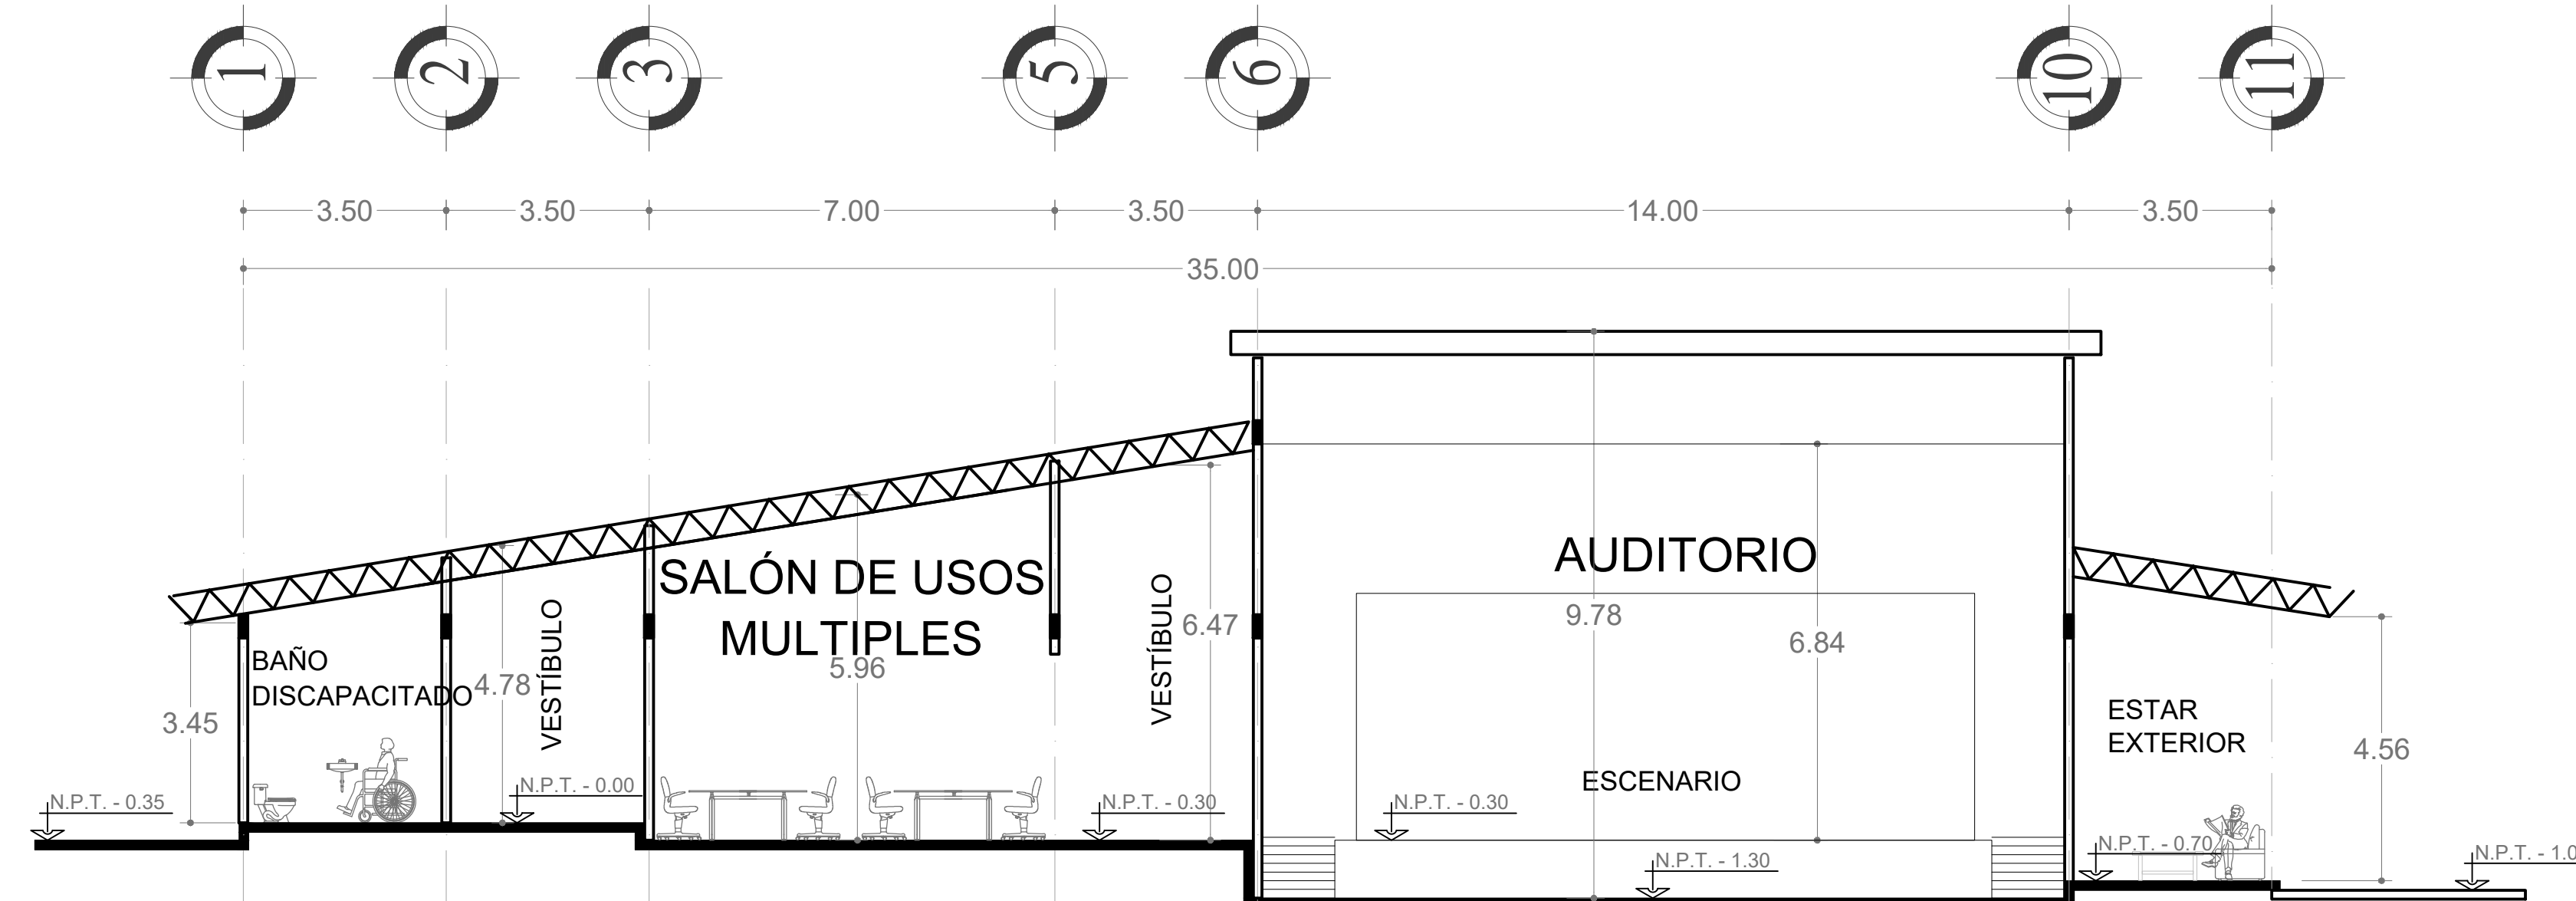 1
2
3
5
6
10
11
3.50
3.50
7.00
3.50
14.00
3.50
35.00
SALÓN DE USOS
MULTIPLES
AUDITORIO
BAÑO
DISCAPACITADO
VESTÍBULO
VESTÍBULO
3.45
4.78
5.96
6.47
9.78
6.84
4.56
ESTAR
EXTERIOR
ESCENARIO
N.P.T. - 0.35
N.P.T. - 0.00
N.P.T. - 0.30
N.P.T. - 0.30
N.P.T. - 1.30
N.P.T. - 0.70
N.P.T. - 1.0